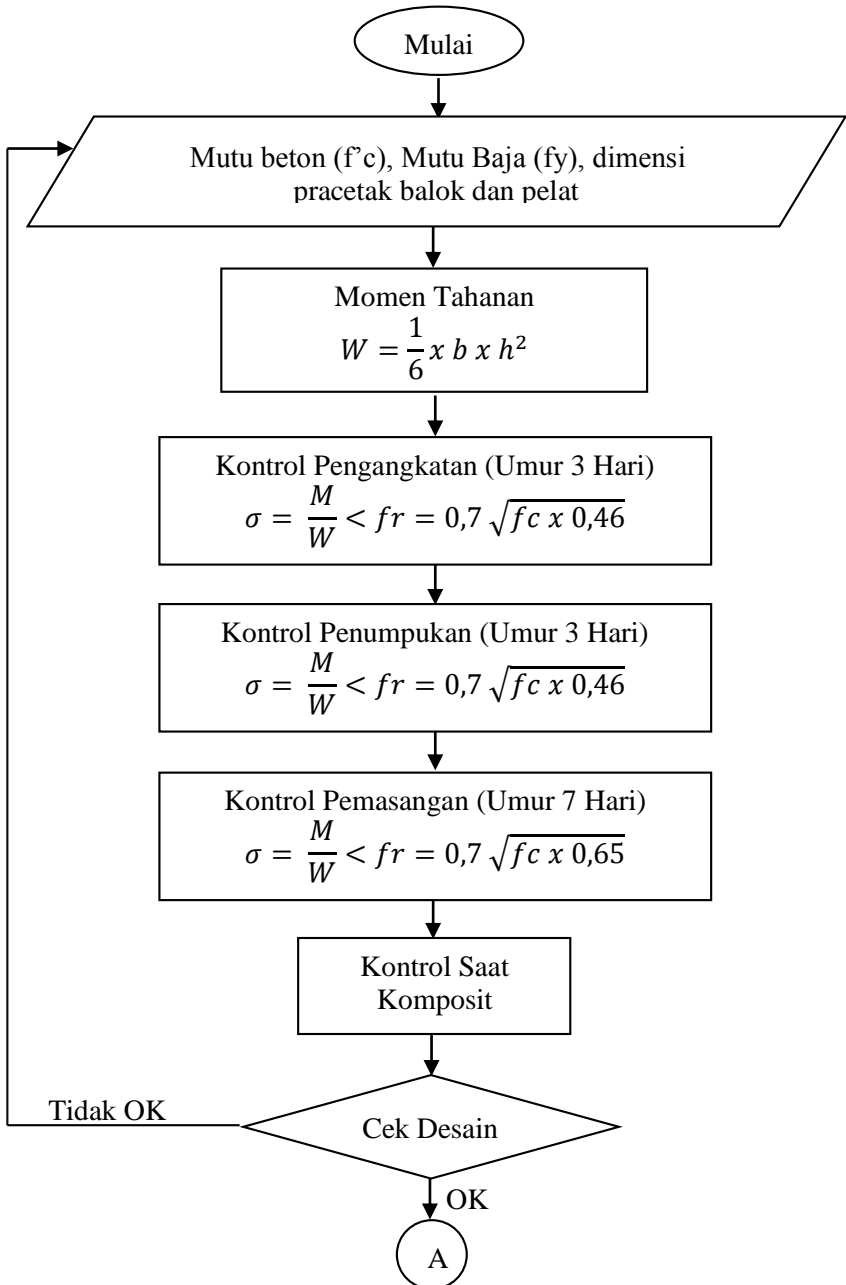 Mulai
Mutu beton (f’c), Mutu Baja (fy), dimensi
pracetak balok dan pelat
Momen Tahanan
W = 1/6 x b x h²
Kontrol Pengangkatan (Umur 3 Hari)
σ = M/W < fr = 0,7 √(fc x 0,46)
Kontrol Penumpukan (Umur 3 Hari)
σ = M/W < fr = 0,7 √(fc x 0,46)
Kontrol Pemasangan (Umur 7 Hari)
σ = M/W < fr = 0,7 √(fc x 0,65)
Kontrol Saat
Komposit
Tidak OK
Cek Desain
OK
A